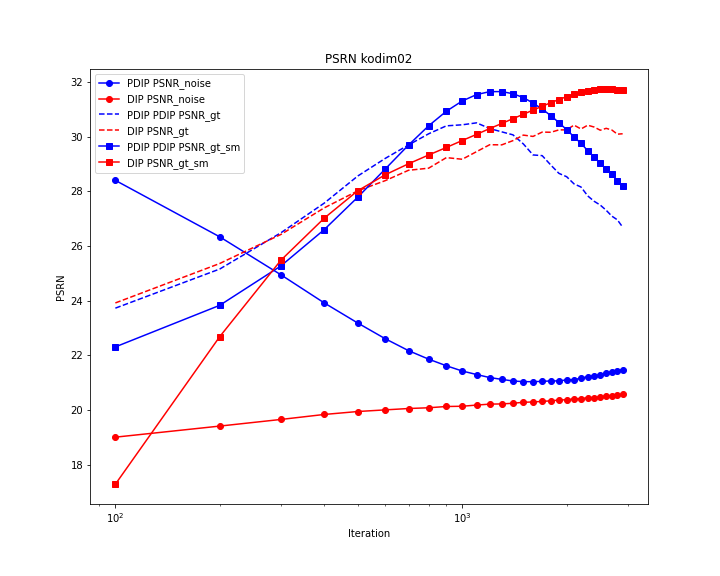 PSRN kodim02
PDIP PSNR_noise
DIP PSNR_noise
PDIP PDIP PSNR_gt
DIP PSNR_gt
PDIP PDIP PSNR_gt_sm
DIP PSNR_gt_sm
32
30
28
26
24
22
20
18
PSRN
10² 10³
Iteration